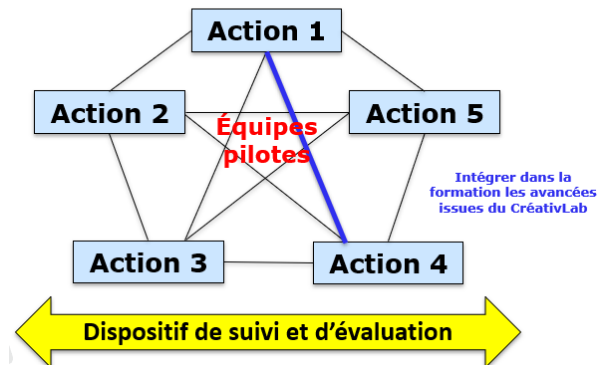 Action 1
Action 2
Action 5
Équipes
pilotes
Intégrer dans la
formation les avancées
issues du CréativLab
Action 3
Action 4
Dispositif de suivi et d’évaluation